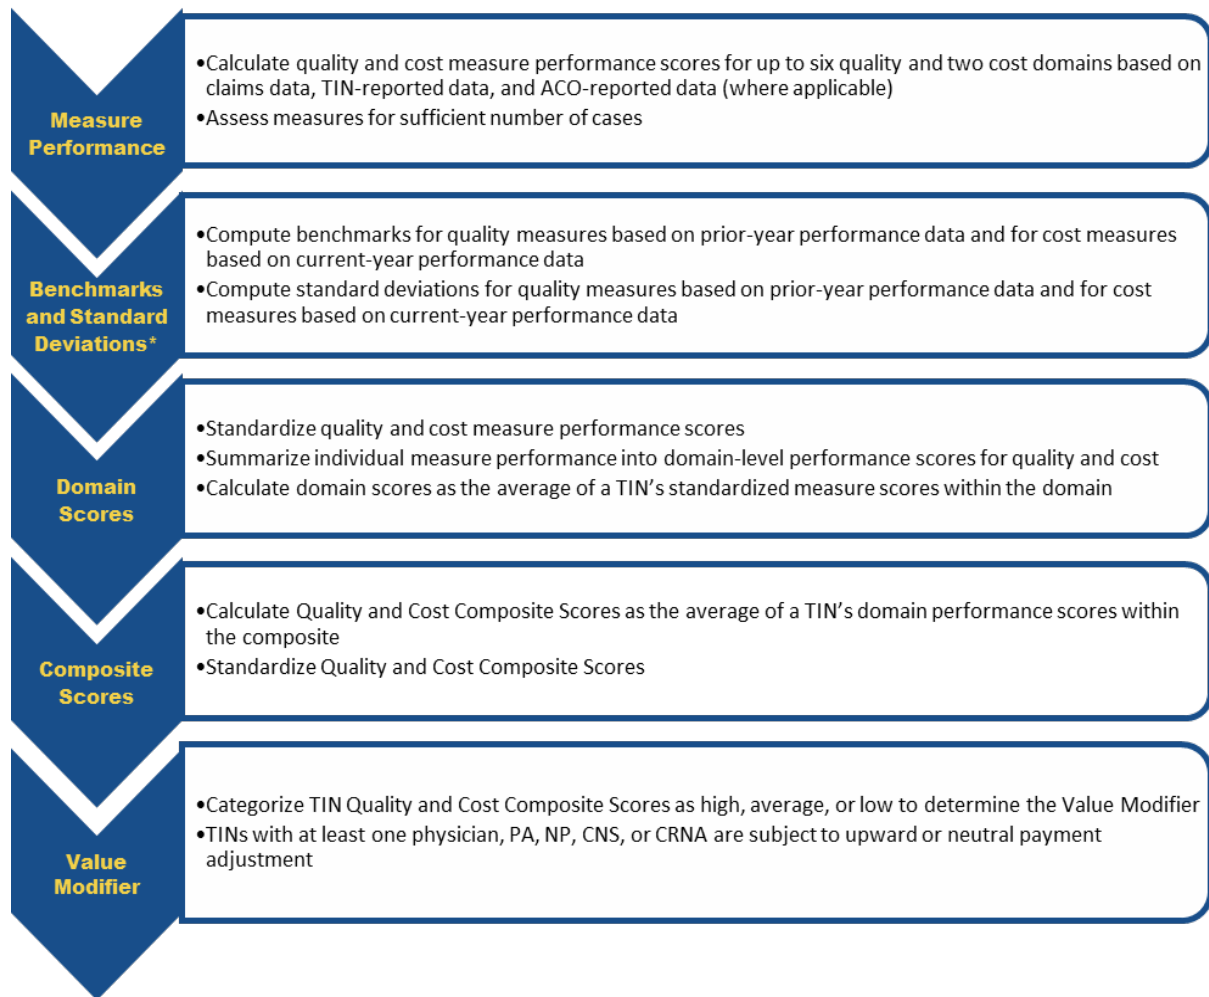 Measure
Performance
•Calculate quality and cost measure performance scores for up to six quality and two cost domains based on
claims data, TIN-reported data, and ACO-reported data (where applicable)
•Assess measures for sufficient number of cases
Benchmarks
and Standard
Deviations*
•Compute benchmarks for quality measures based on prior-year performance data and for cost measures
based on current-year performance data
•Compute standard deviations for quality measures based on prior-year performance data and for cost
measures based on current-year performance data
Domain
Scores
•Standardize quality and cost measure performance scores
•Summarize individual measure performance into domain-level performance scores for quality and cost
•Calculate domain scores as the average of a TIN’s standardized measure scores within the domain
Composite
Scores
•Calculate Quality and Cost Composite Scores as the average of a TIN’s domain performance scores within
the composite
•Standardize Quality and Cost Composite Scores
Value
Modifier
•Categorize TIN Quality and Cost Composite Scores as high, average, or low to determine the Value Modifier
•TINs with at least one physician, PA, NP, CNS, or CRNA are subject to upward or neutral payment
adjustment